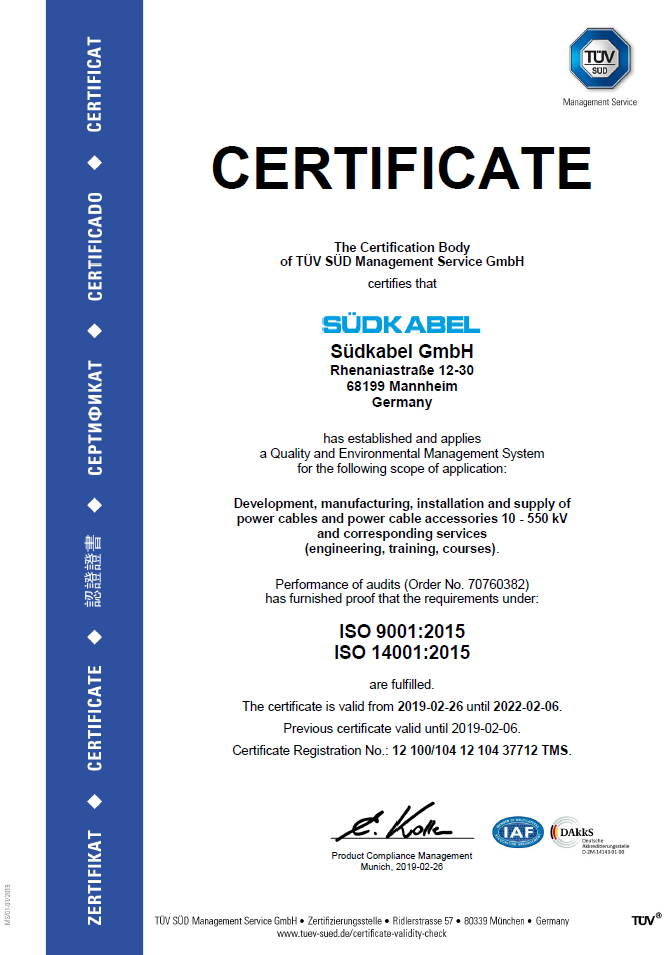 TÜV
SÜD
Management Service
CERTIFICATE
The Certification Body
of TÜV SÜD Management Service GmbH
certifies that
SÜDKABEL
Südkabel GmbH
Rhenaniastraße 12-30
68199 Mannheim
Germany
has established and applies
a Quality and Environmental Management System
for the following scope of application:
Development, manufacturing, installation and supply of
power cables and power cable accessories 10 - 550 kV
and corresponding services
(engineering, training, courses).
Performance of audits (Order No. 70760382)
has furnished proof that the requirements under:
ISO 9001:2015
ISO 14001:2015
are fulfilled.
The certificate is valid from 2019-02-26 until 2022-02-06.
Previous certificate valid until 2019-02-06.
Certificate Registration No.: 12 100/104 12 104 37712 TMS.
Product Compliance Management
Munich, 2019-02-26
IAF
DAkkS
Deutsche
Akkreditierungsstelle
D-ZM-14143-01-00
TÜV SÜD Management Service GmbH • Zertifizierungsstelle • Ridlerstrasse 57 • 80339 München • Germany
www.tuev-sued.de/certificate-validity-check
TÜV®
ZERTIFIKAT ◆ CERTIFICATE ◆ 認證證書 ◆ СЕРТИФИКАТ ◆ CERTIFICADO ◆ CERTIFICAT